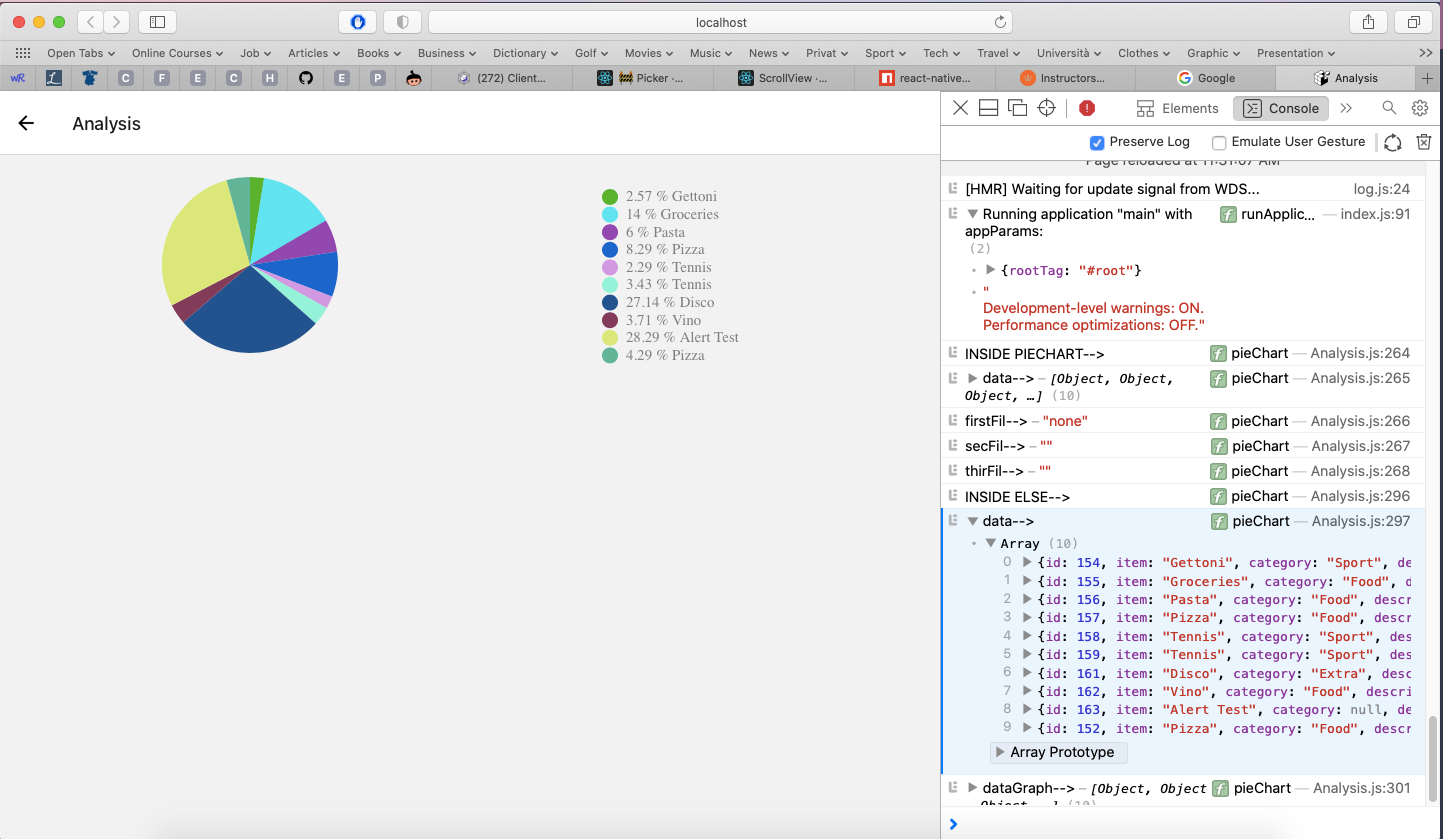 localhost
Open Tabs Online Courses Job Articles Books Business Dictionary Golf Movies Music News Privat Sport Tech Travel Università Clothes Graphic Presentation
wR L C F E C H E P (272) Client... Picker ·... ScrollView ·... react-native... Instructors... Google Analysis
Analysis
2.57 % Gettoni
14 % Groceries
6 % Pasta
8.29 % Pizza
2.29 % Tennis
3.43 % Tennis
27.14 % Disco
3.71 % Vino
28.29 % Alert Test
4.29 % Pizza
Elements Console
Preserve Log Emulate User Gesture
Page reloaded at 11:31:07 AM
[HMR] Waiting for update signal from WDS... log.js:24
Running application "main" with f runApplic... — index.js:91
appParams:
(2)
{rootTag: "#root"}
"
Development-level warnings: ON.
Performance optimizations: OFF."
INSIDE PIECHART--> f pieChart — Analysis.js:264
data--> – [Object, Object, f pieChart — Analysis.js:265
Object, …] (10)
firstFil--> – "none" f pieChart — Analysis.js:266
secFil--> – "" f pieChart — Analysis.js:267
thirFil--> – "" f pieChart — Analysis.js:268
INSIDE ELSE--> f pieChart — Analysis.js:296
data--> f pieChart — Analysis.js:297
Array (10)
0 {id: 154, item: "Gettoni", category: "Sport", de
1 {id: 155, item: "Groceries", category: "Food", d
2 {id: 156, item: "Pasta", category: "Food", descr
3 {id: 157, item: "Pizza", category: "Food", descr
4 {id: 158, item: "Tennis", category: "Sport", des
5 {id: 159, item: "Tennis", category: "Sport", des
6 {id: 161, item: "Disco", category: "Extra", desc
7 {id: 162, item: "Vino", category: "Food", descri
8 {id: 163, item: "Alert Test", category: null, de
9 {id: 152, item: "Pizza", category: "Food", descr
Array Prototype
dataGraph--> – [Object, Object f pieChart — Analysis.js:301